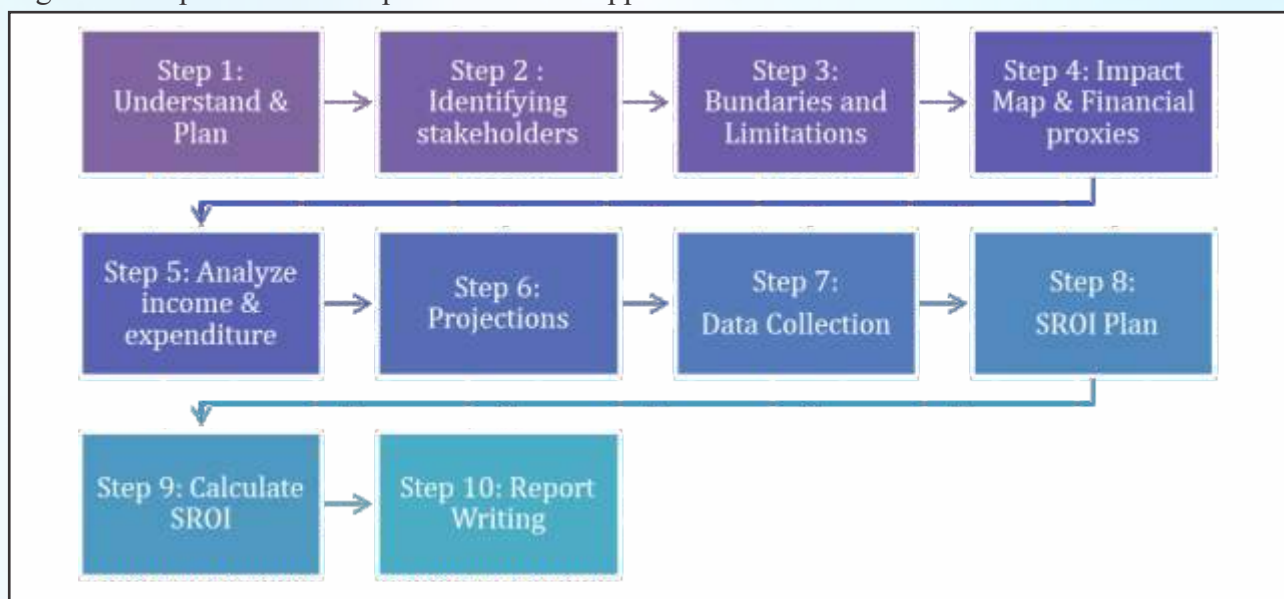 Step 1:
Understand &
Plan
Step 2 :
Identifying
stakeholders
Step 3:
Bundaries and
Limitations
Step 4: Impact
Map & Financial
proxies
Step 5: Analyze
income &
expenditure
Step 6:
Projections
Step 7:
Data Collection
Step 8:
SROI Plan
Step 9: Calculate
SROI
Step 10: Report
Writing